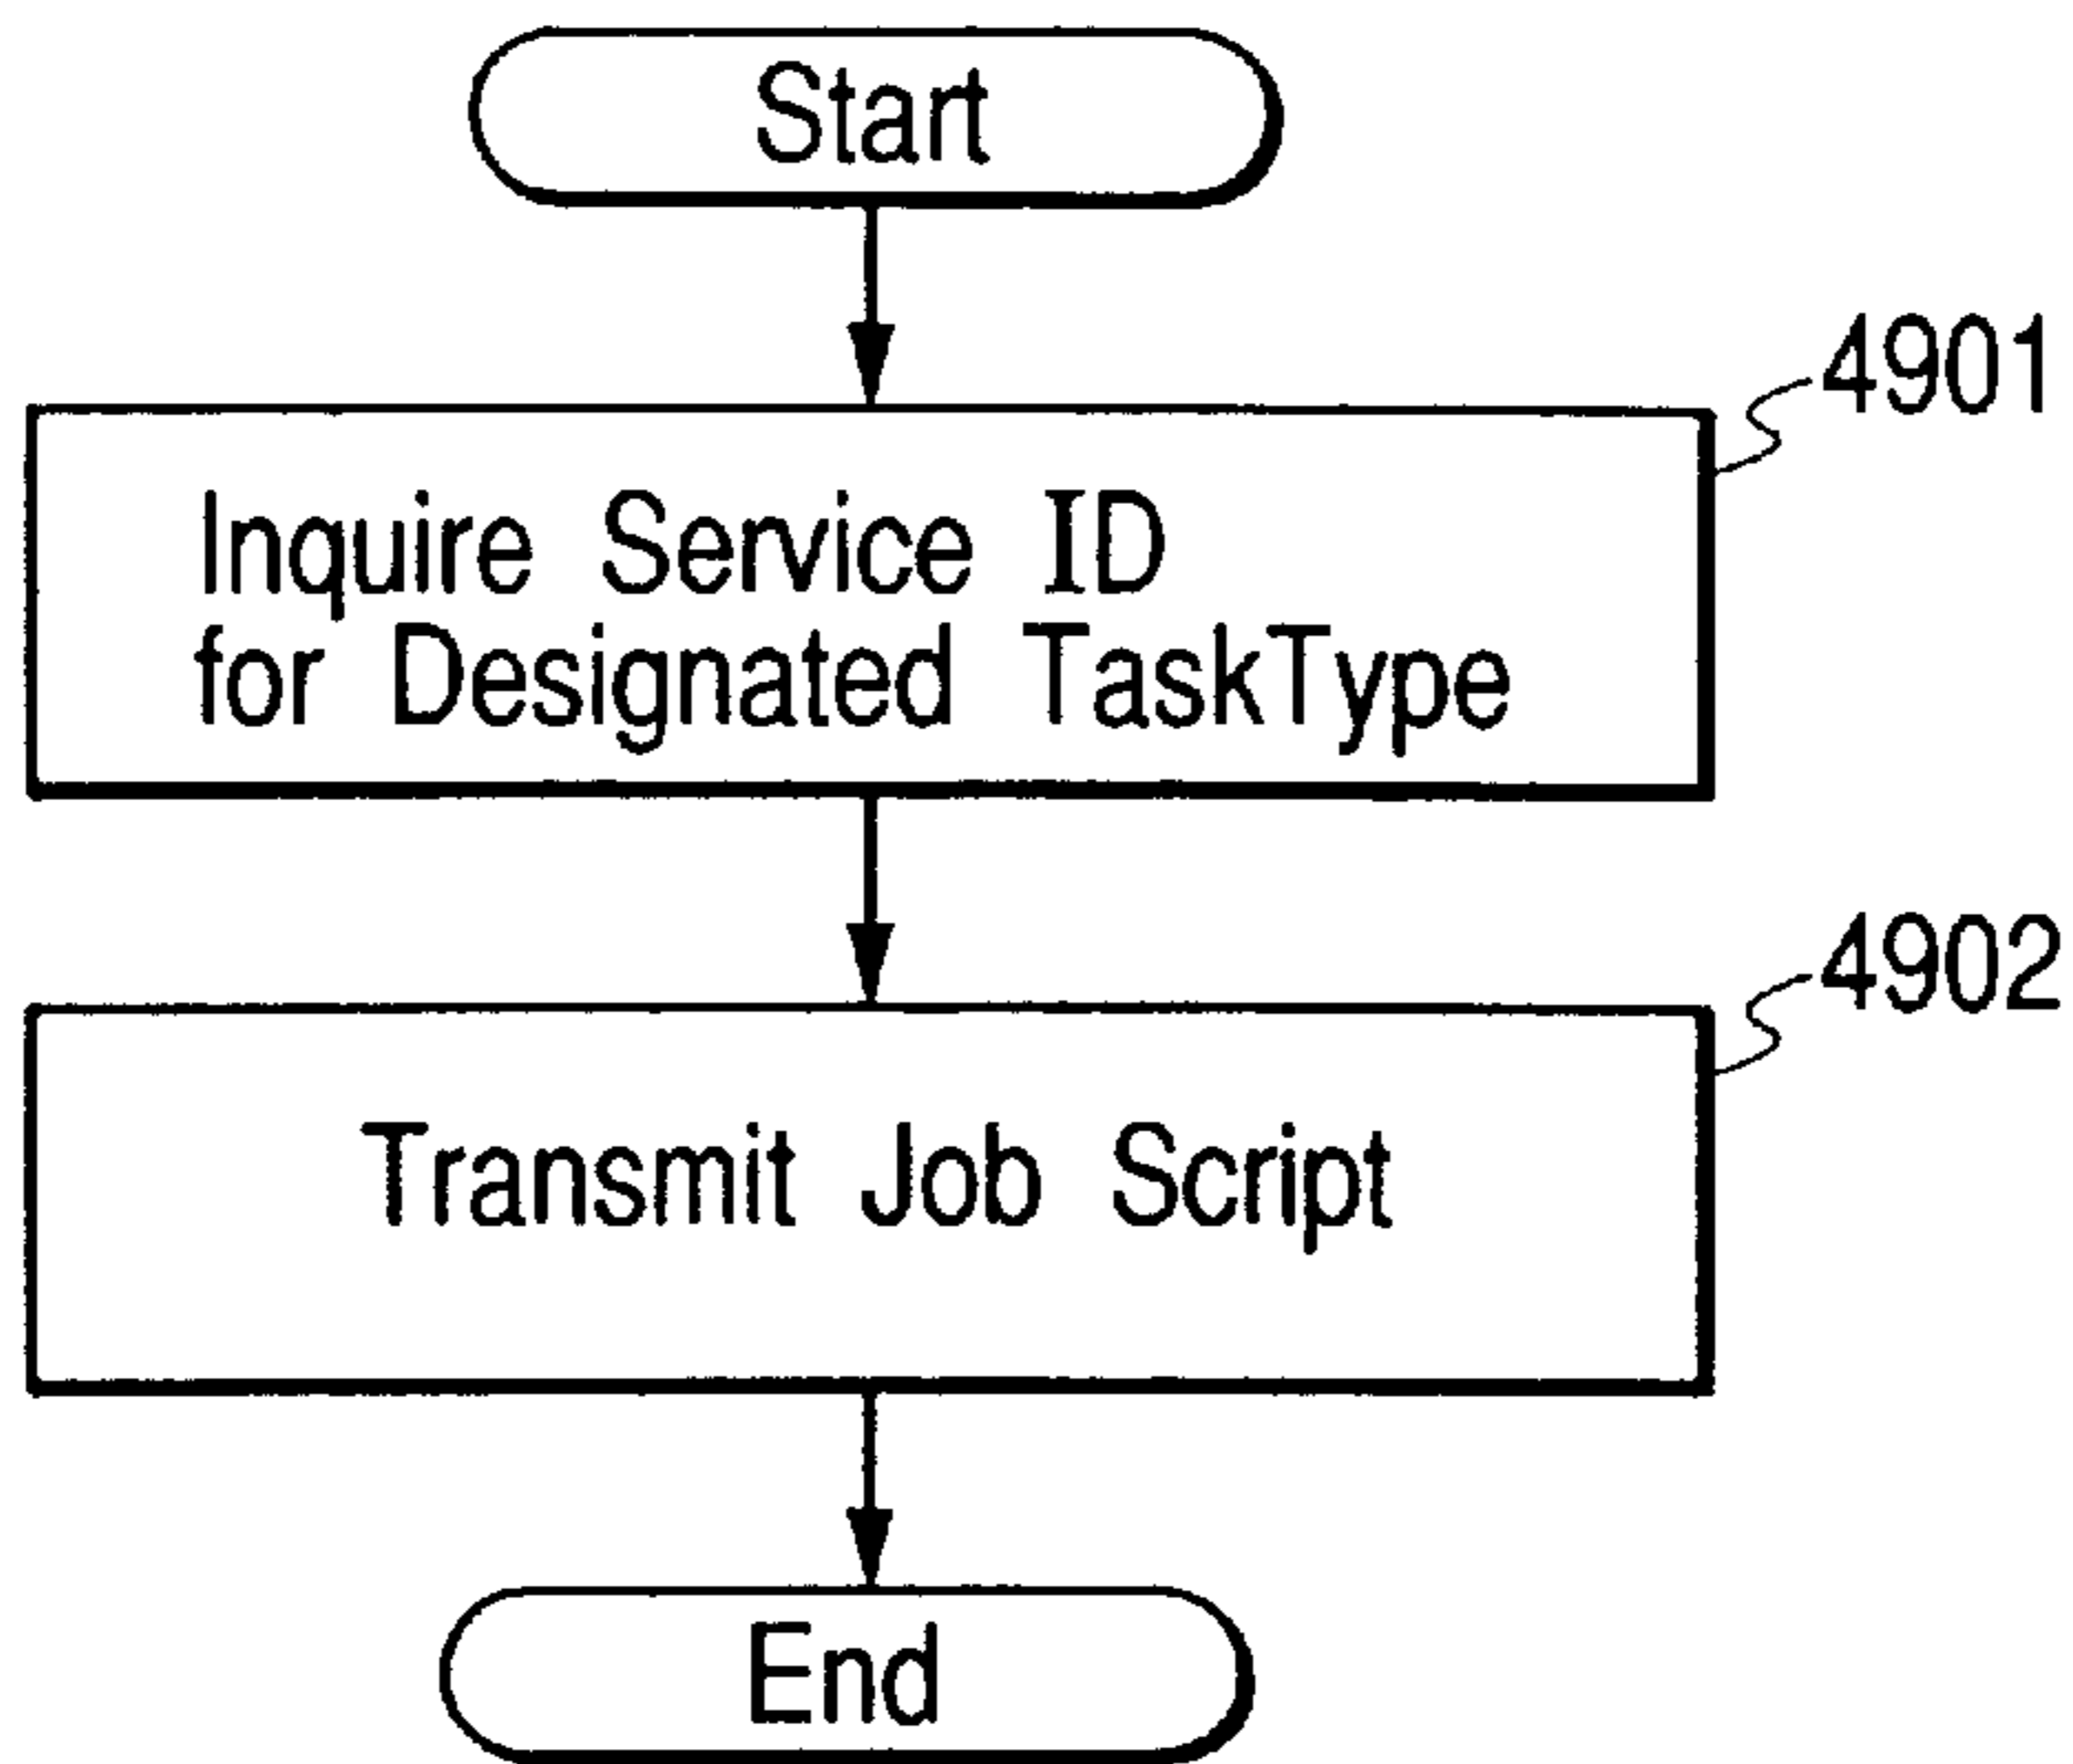 Start
4901
Inquire Service ID
for Designated TaskType
4902
Transmit Job Script
End